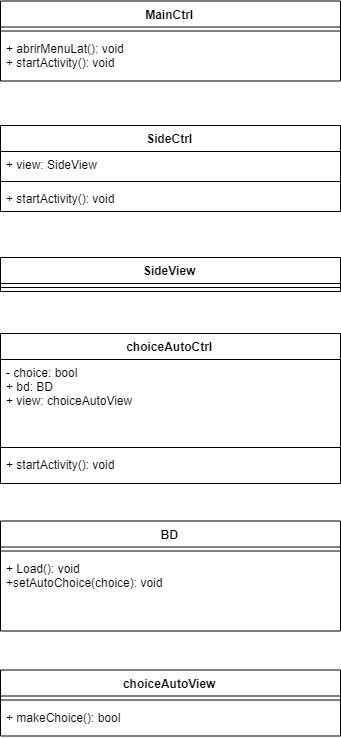 MainCtrl
+ abrirMenuLat(): void
+ startActivity(): void
SideCtrl
+ view: SideView
+ startActivity(): void
SideView
choiceAutoCtrl
- choice: bool
+ bd: BD
+ view: choiceAutoView
+ startActivity(): void
BD
+ Load(): void
+setAutoChoice(choice): void
choiceAutoView
+ makeChoice(): bool